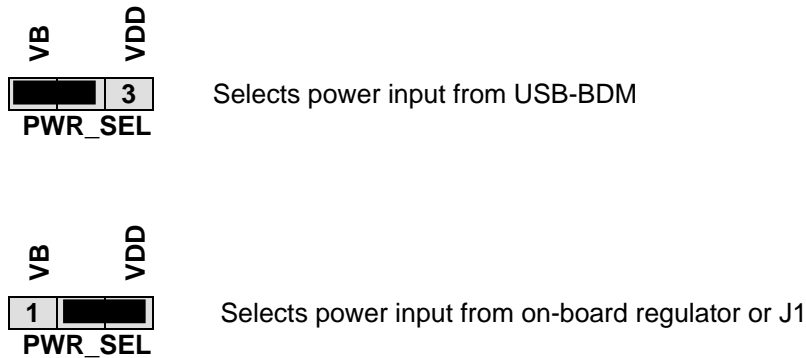 VB VDD
3 Selects power input from USB-BDM
PWR_SEL
VB VDD
1 Selects power input from on-board regulator or J1
PWR_SEL